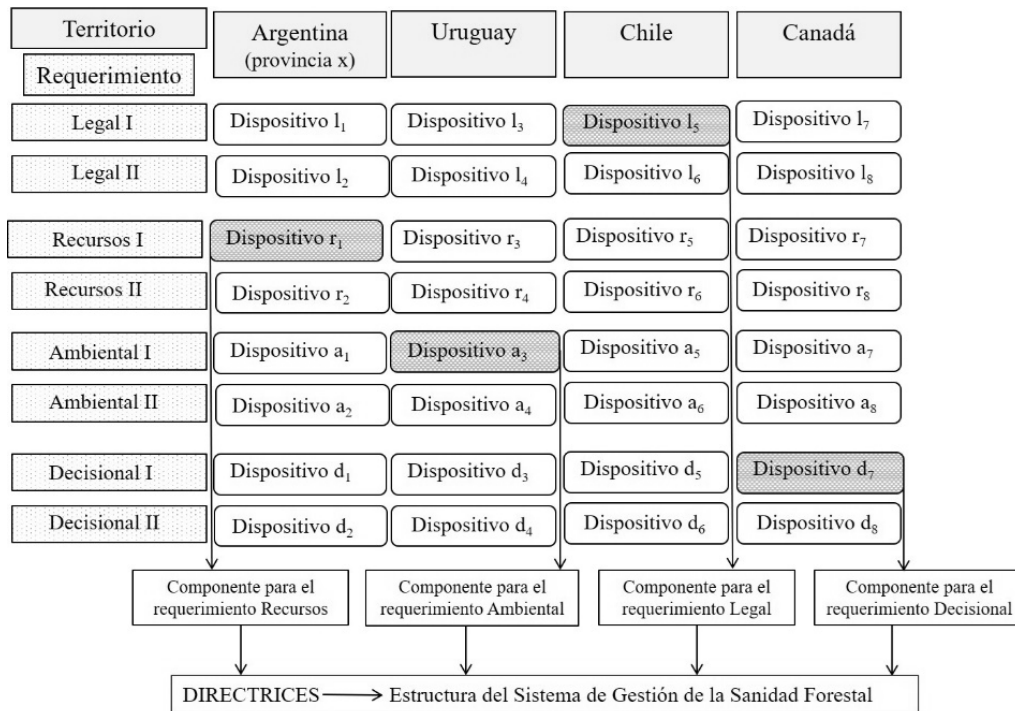 Territorio
Argentina
(provincia x)
Uruguay
Chile
Canadá
Requerimiento
Legal I
Dispositivo l₁
Dispositivo l₃
Dispositivo l₅
Dispositivo l₇
Legal II
Dispositivo l₂
Dispositivo l₄
Dispositivo l₆
Dispositivo l₈
Recursos I
Dispositivo r₁
Dispositivo r₃
Dispositivo r₅
Dispositivo r₇
Recursos II
Dispositivo r₂
Dispositivo r₄
Dispositivo r₆
Dispositivo r₈
Ambiental I
Dispositivo a₁
Dispositivo a₃
Dispositivo a₅
Dispositivo a₇
Ambiental II
Dispositivo a₂
Dispositivo a₄
Dispositivo a₆
Dispositivo a₈
Decisional I
Dispositivo d₁
Dispositivo d₃
Dispositivo d₅
Dispositivo d₇
Decisional II
Dispositivo d₂
Dispositivo d₄
Dispositivo d₆
Dispositivo d₈
Componente para el
requerimiento Recursos
Componente para el
requerimiento Ambiental
Componente para el
requerimiento Legal
Componente para el
requerimiento Decisional
DIRECTRICES → Estructura del Sistema de Gestión de la Sanidad Forestal